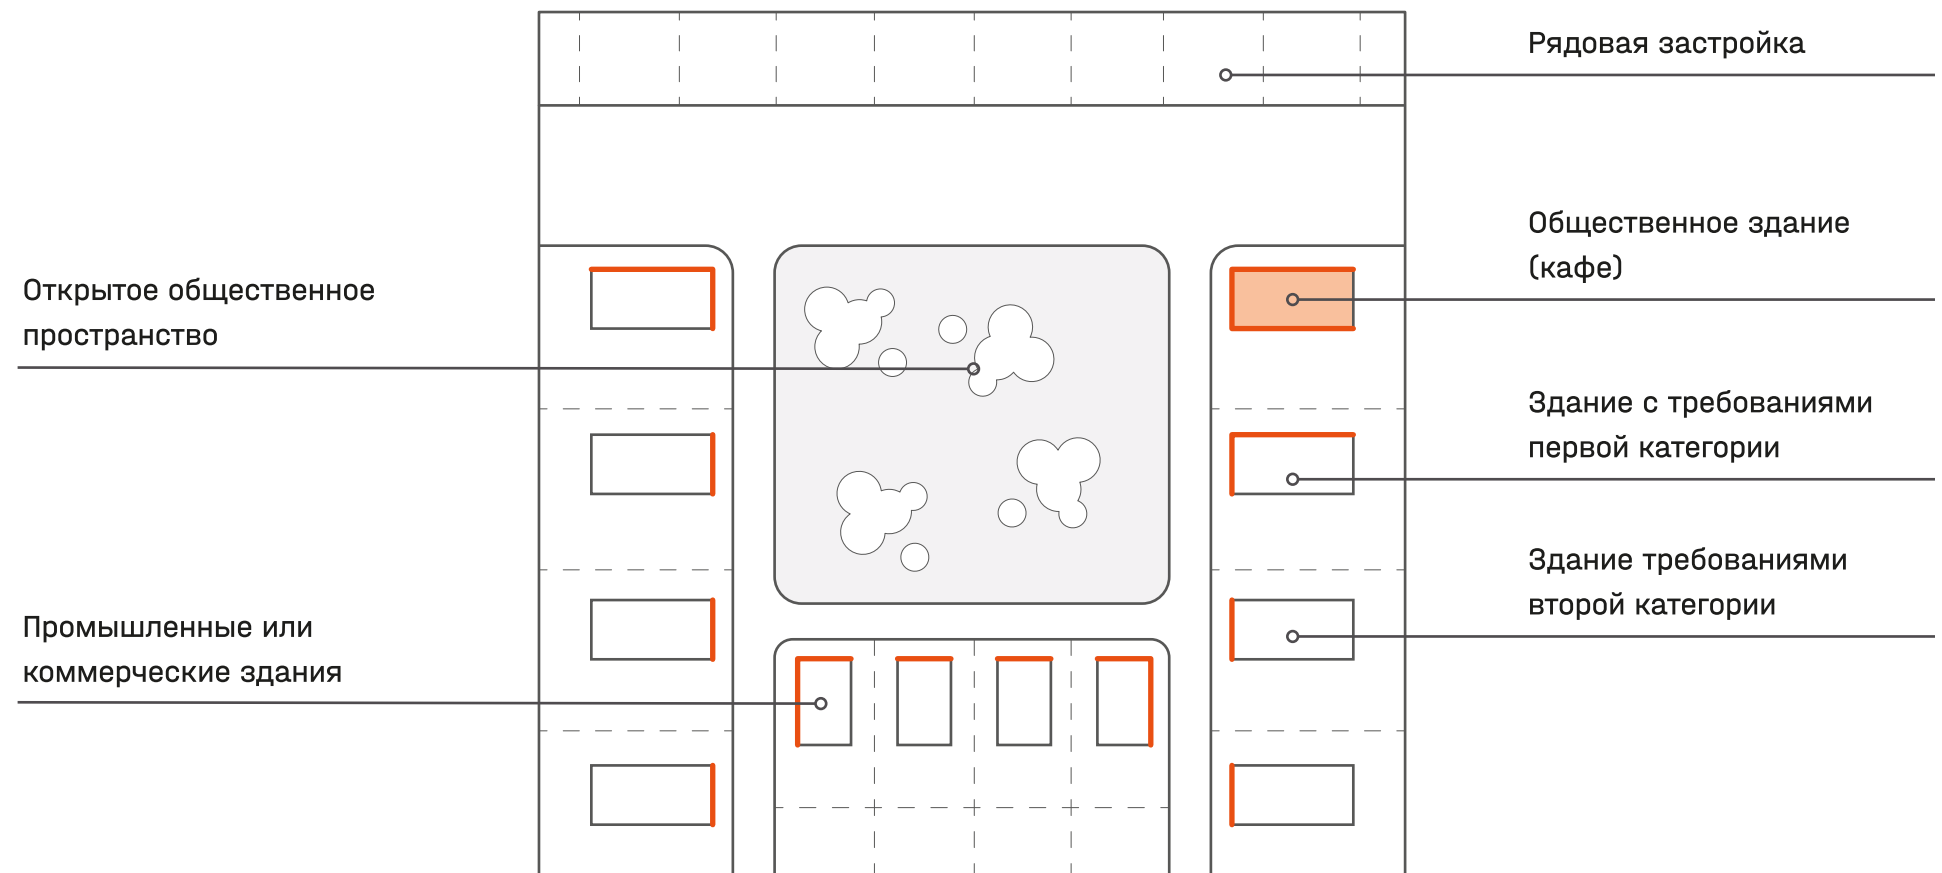 Рядовая застройка
Общественное здание
(кафе)
Открытое общественное
пространство
Здание с требованиями
первой категории
Здание требованиями
второй категории
Промышленные или
коммерческие здания